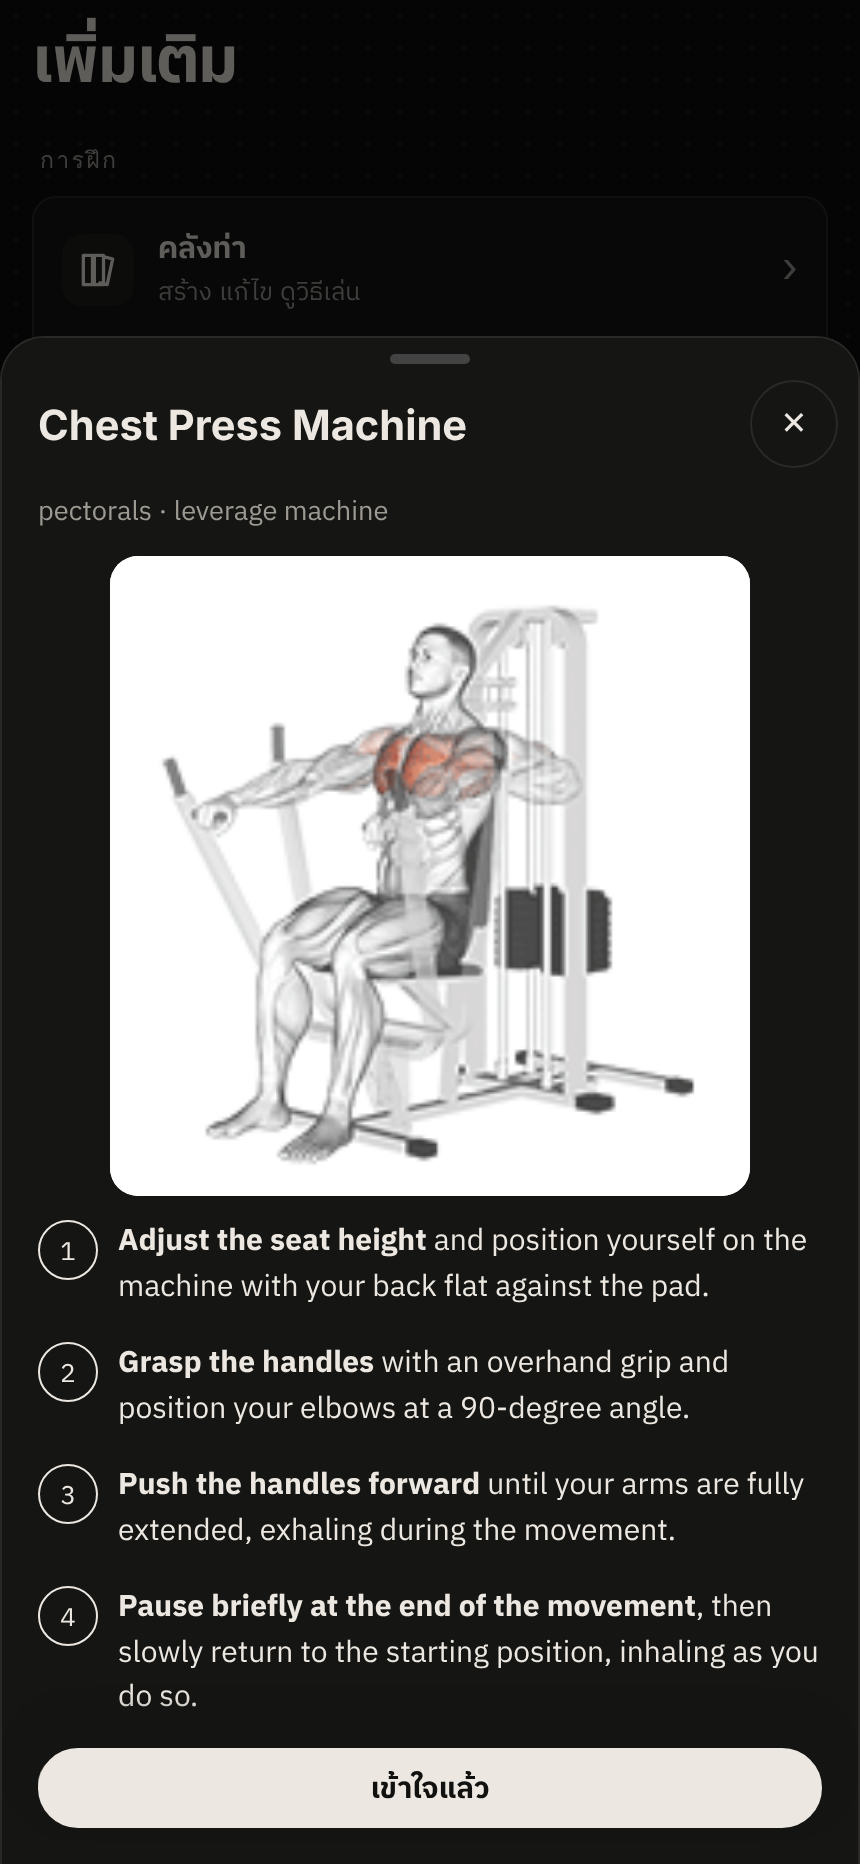 เพิ่มเติม
การฝึก
คลังท่า
สร้าง แก้ไข ดูวิธีเล่น
Chest Press Machine
pectorals · leverage machine
1 Adjust the seat height and position yourself on the
machine with your back flat against the pad.
2 Grasp the handles with an overhand grip and
position your elbows at a 90-degree angle.
3 Push the handles forward until your arms are fully
extended, exhaling during the movement.
4 Pause briefly at the end of the movement, then
slowly return to the starting position, inhaling as you
do so.
เข้าใจแล้ว